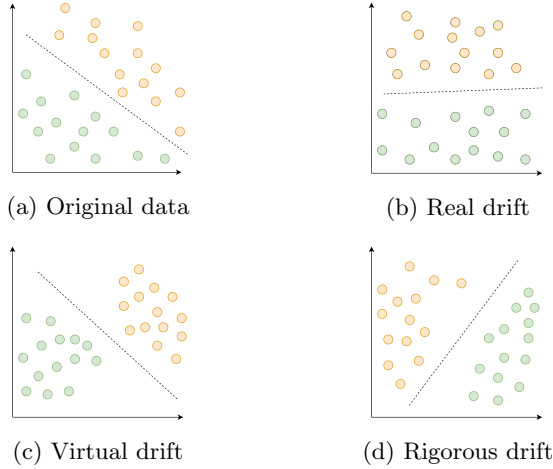 (a) Original data
(b) Real drift
(c) Virtual drift
(d) Rigorous drift